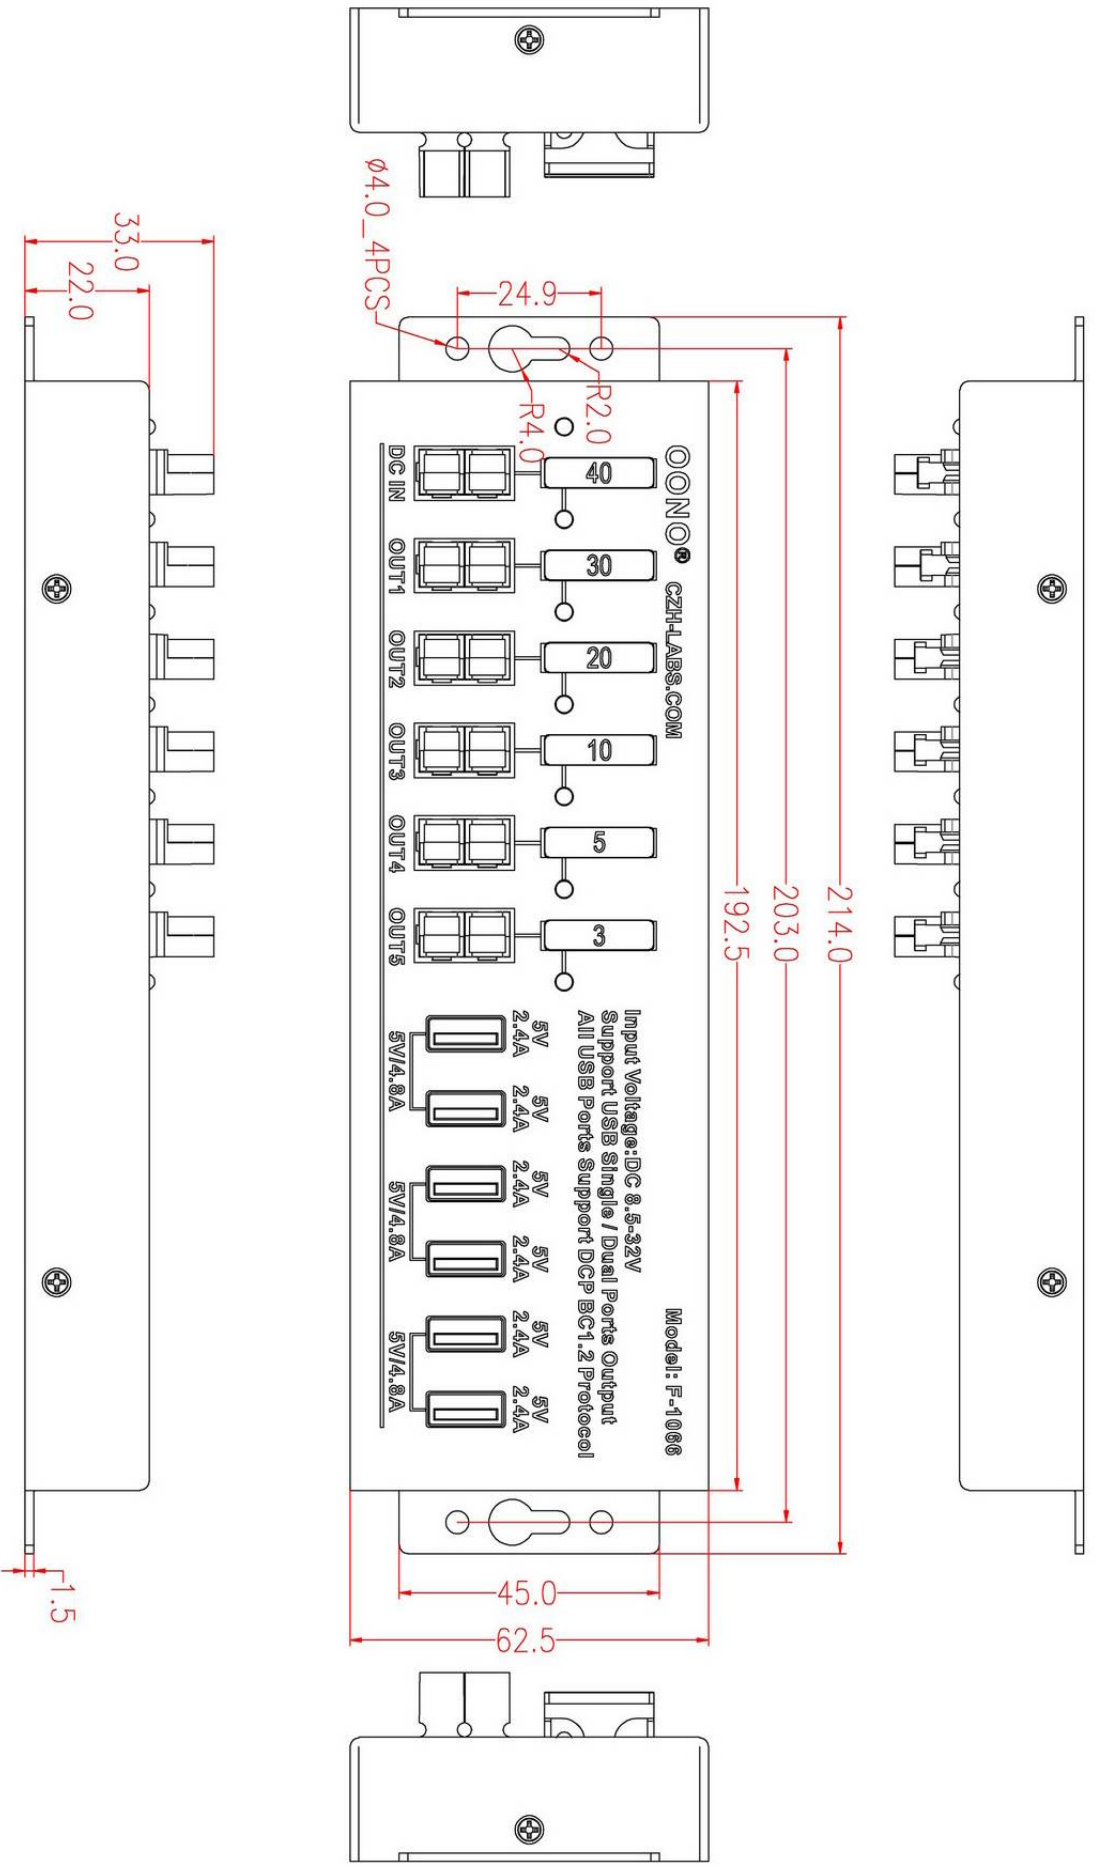 OONO® CZH-LABS.COM
Model: F-1066
Input Voltage:DC 8.5-32V
Support USB Single / Dual Ports Output
All USB Ports Support DCP BC1.2 Protocol
40
30
20
10
5
3
DC IN
OUT1
OUT2
OUT3
OUT4
OUT5
5V
2.4A
5V
2.4A
5V
2.4A
5V
2.4A
5V
2.4A
5V
2.4A
5V/4.8A
5V/4.8A
5V/4.8A
214.0
203.0
192.5
24.9
Ø4.0_4PCS
R2.0
R4.0
45.0
62.5
33.0
22.0
1.5